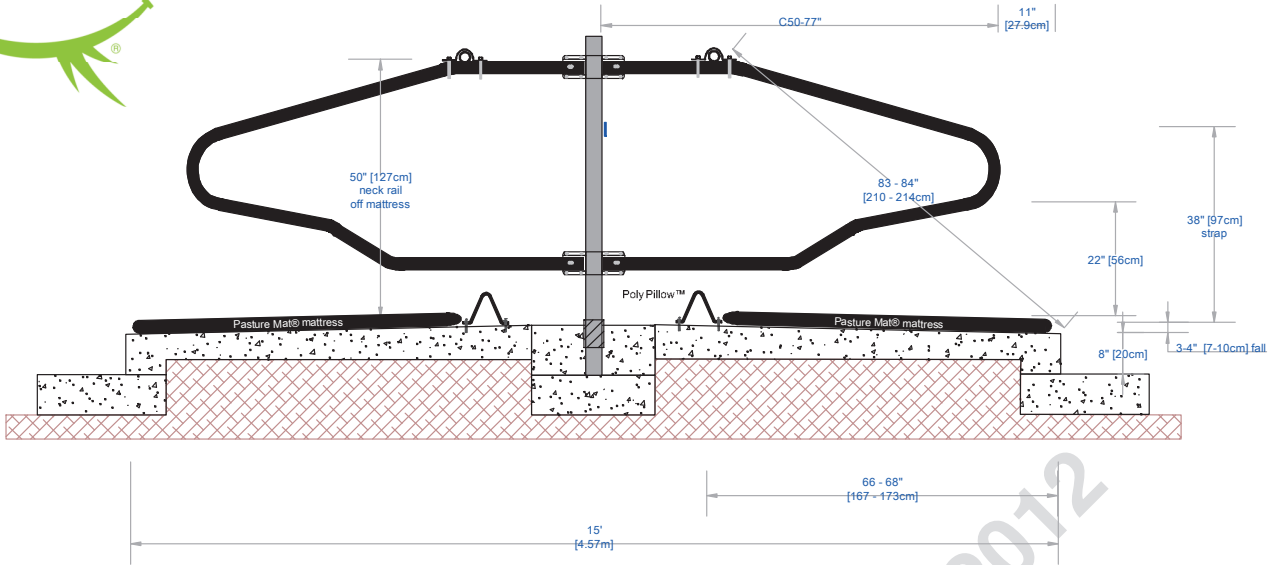 11"
[27.9cm]
C50-77"
®
50" [127cm]
neck rail
off mattress
83 - 84"
[210 - 214cm]
38" [97cm]
strap
22" [56cm]
Poly Pillow™
Pasture Mat® mattress
Pasture Mat® mattress
8" [20cm]
3-4" [7-10cm] fall
66 - 68"
[167 - 173cm]
15'
[4.57m]
2012